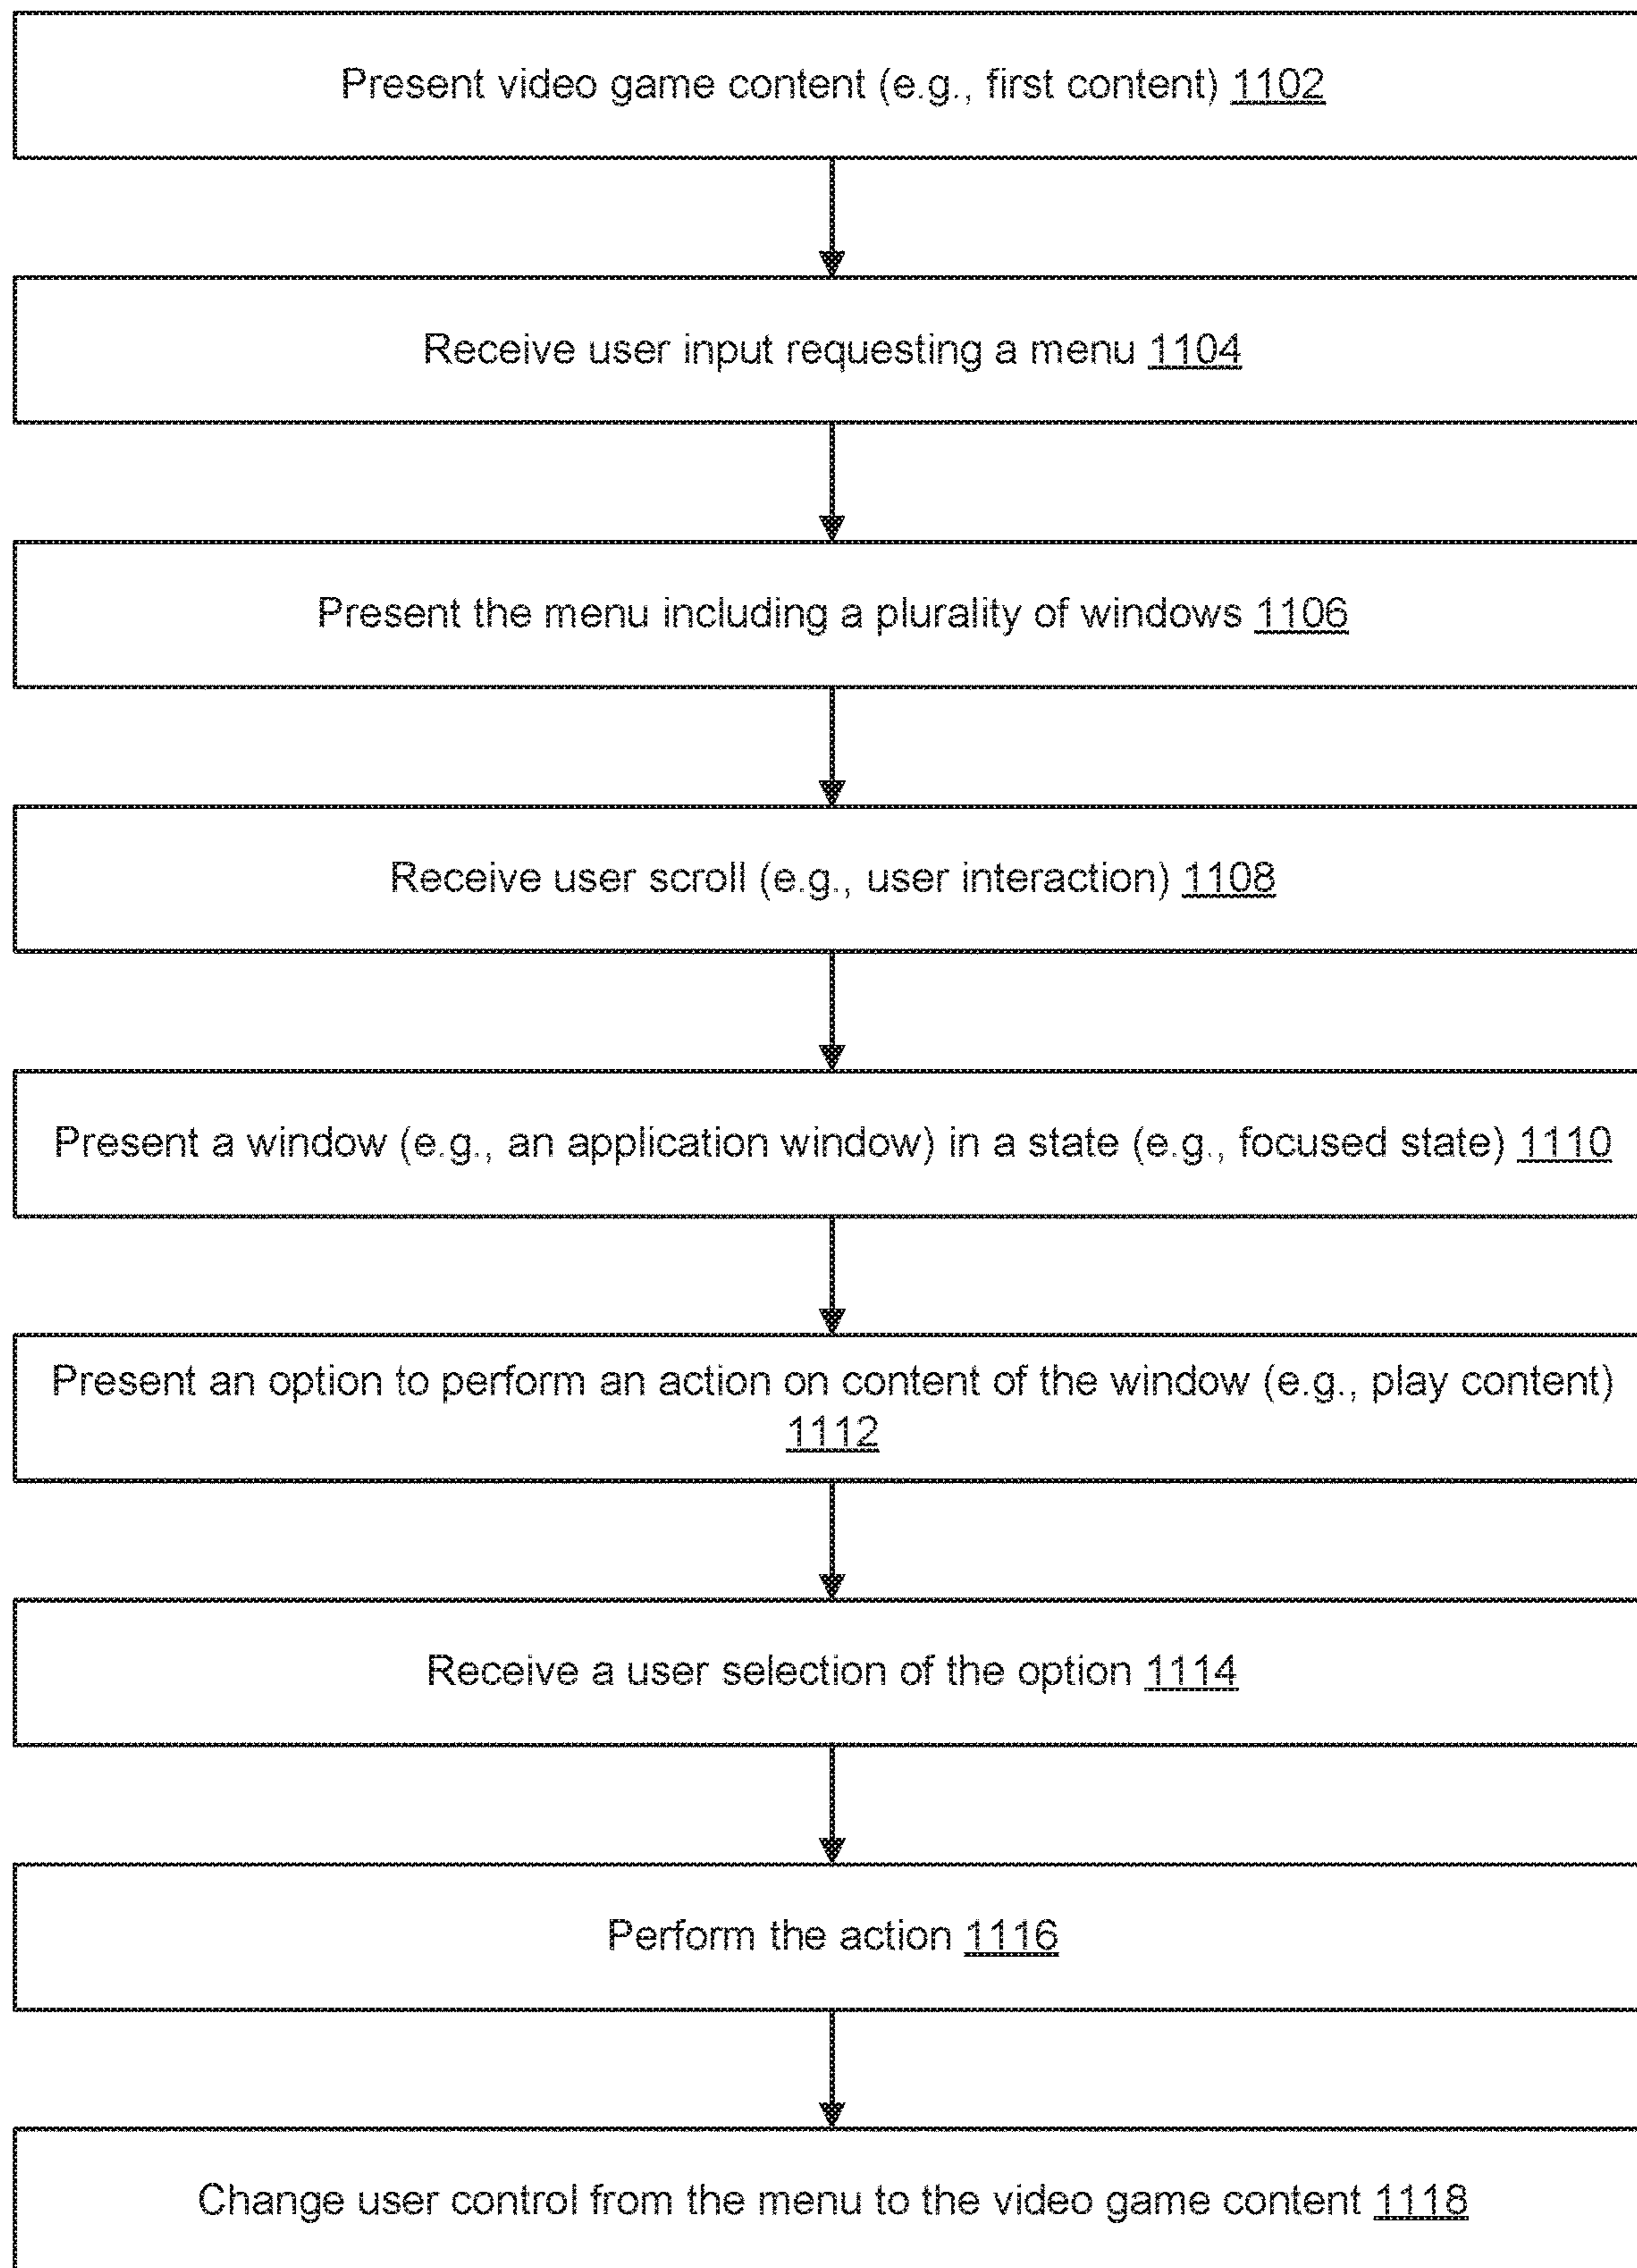 Present video game content (e.g., first content) 1102
Receive user input requesting a menu 1104
Present the menu including a plurality of windows 1106
Receive user scroll (e.g., user interaction) 1108
Present a window (e.g., an application window) in a state (e.g., focused state) 1110
Present an option to perform an action on content of the window (e.g., play content)
1112
Receive a user selection of the option 1114
Perform the action 1116
Change user control from the menu to the video game content 1118